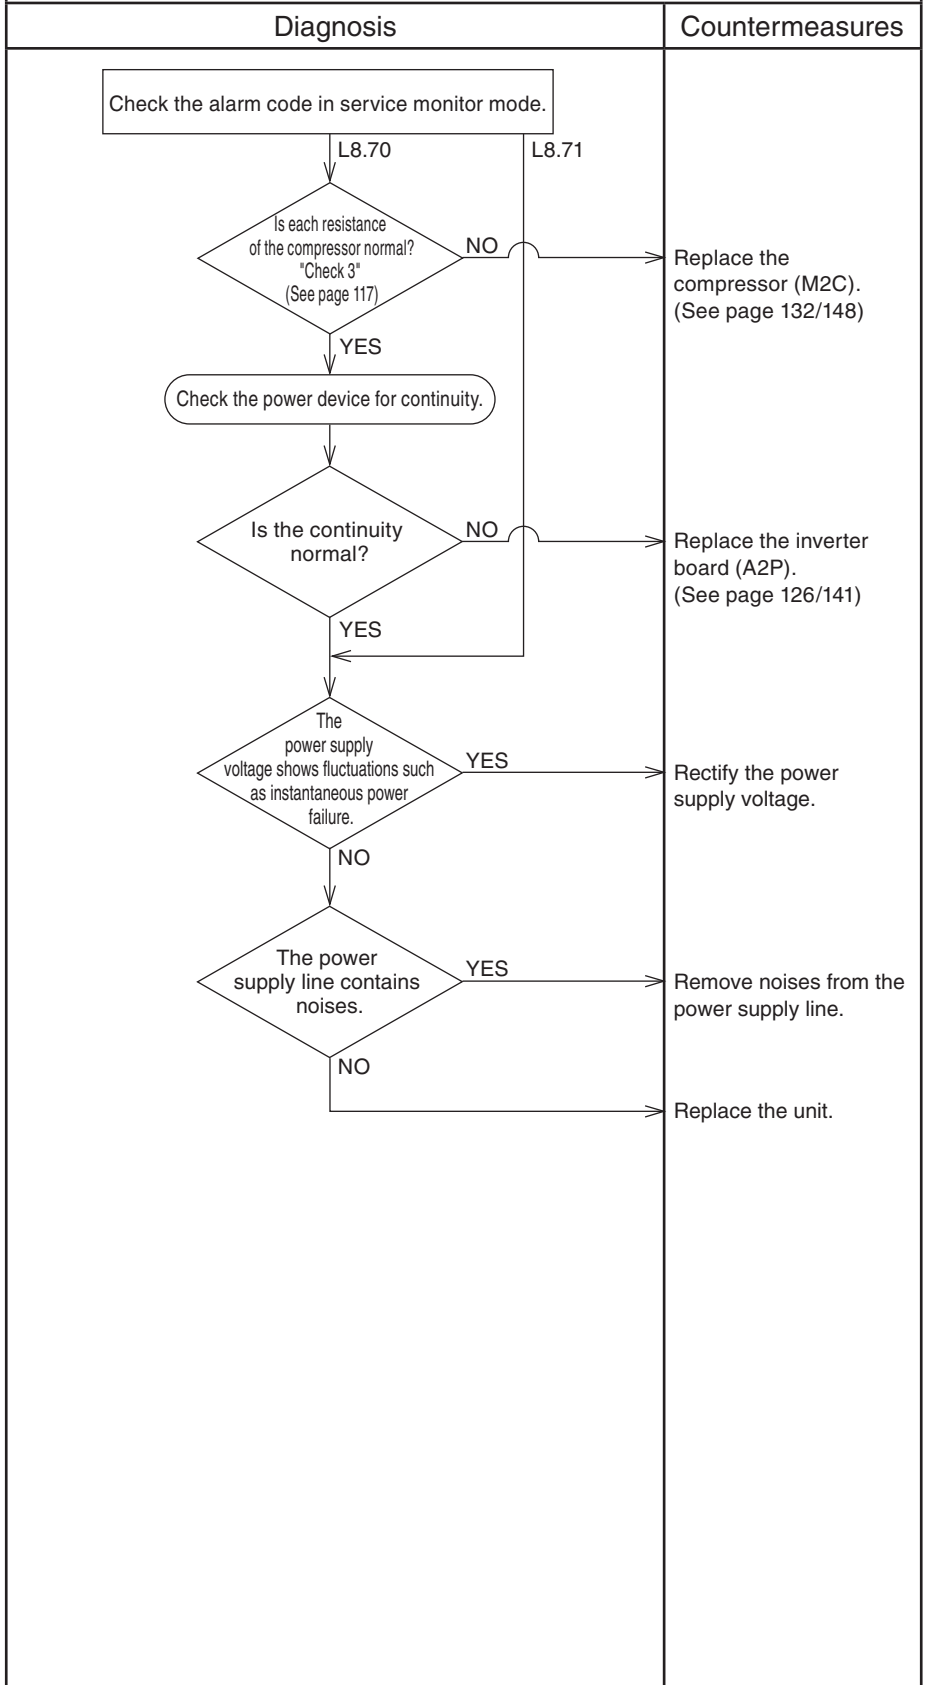 Diagnosis
Countermeasures
Check the alarm code in service monitor mode.
L8.70
L8.71
Is each resistance
of the compressor normal?
"Check 3"
(See page 117)
NO
Replace the
compressor (M2C).
(See page 132/148)
YES
Check the power device for continuity.
Is the continuity
normal?
NO
Replace the inverter
board (A2P).
(See page 126/141)
YES
The
power supply
voltage shows fluctuations such
as instantaneous power
failure.
YES
Rectify the power
supply voltage.
NO
The power
supply line contains
noises.
YES
Remove noises from the
power supply line.
NO
Replace the unit.